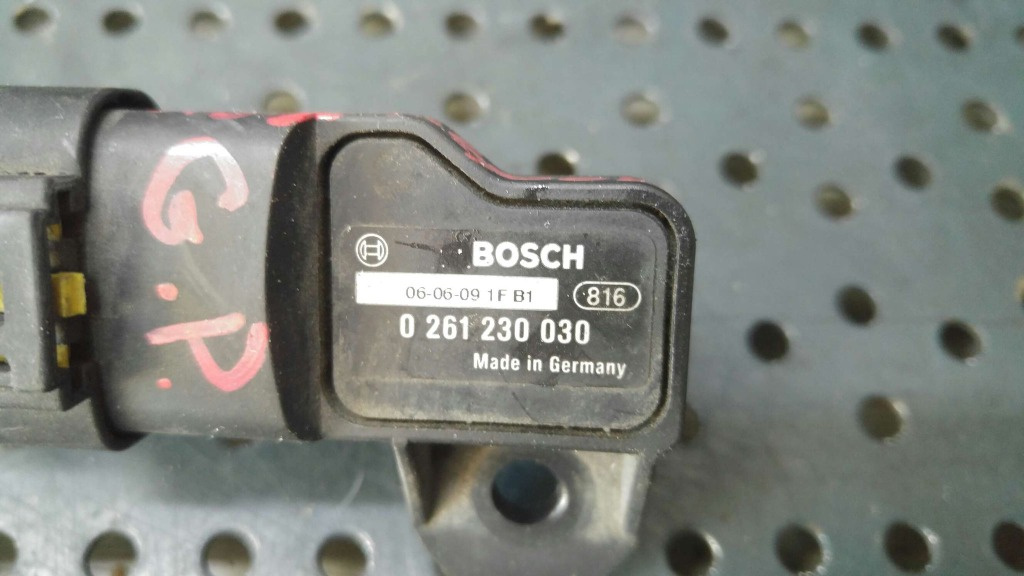 G.P.
BOSCH
06-06-09 1F B1
816
0 261 230 030
Made in Germany